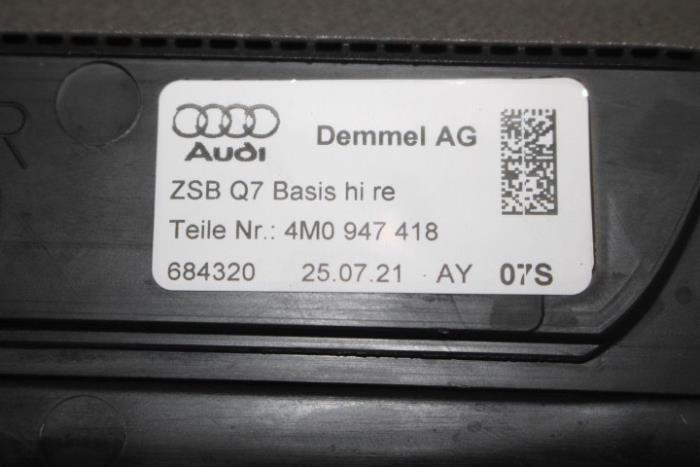 R
Audi
Demmel AG
ZSB Q7 Basis hi re
Teile Nr.: 4M0 947 418
684320 25.07.21 AY 07S